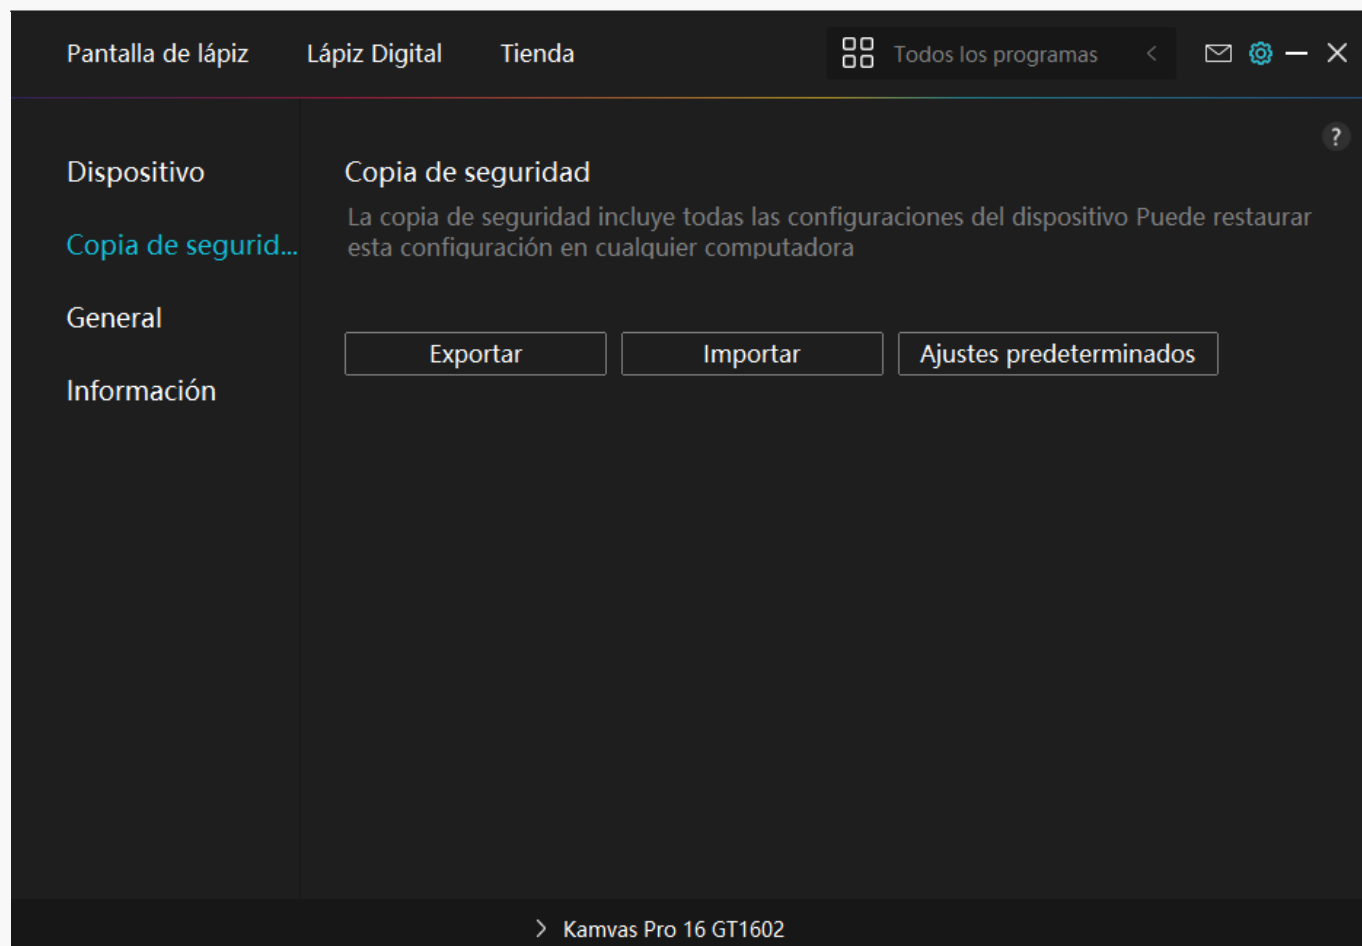 Pantalla de lápiz
Lápiz Digital
Tienda
Todos los programas
?
Dispositivo
Copia de segurid...
General
Información
Copia de seguridad
La copia de seguridad incluye todas las configuraciones del dispositivo Puede restaurar
esta configuración en cualquier computadora
Exportar
Importar
Ajustes predeterminados
Kamvas Pro 16 GT1602